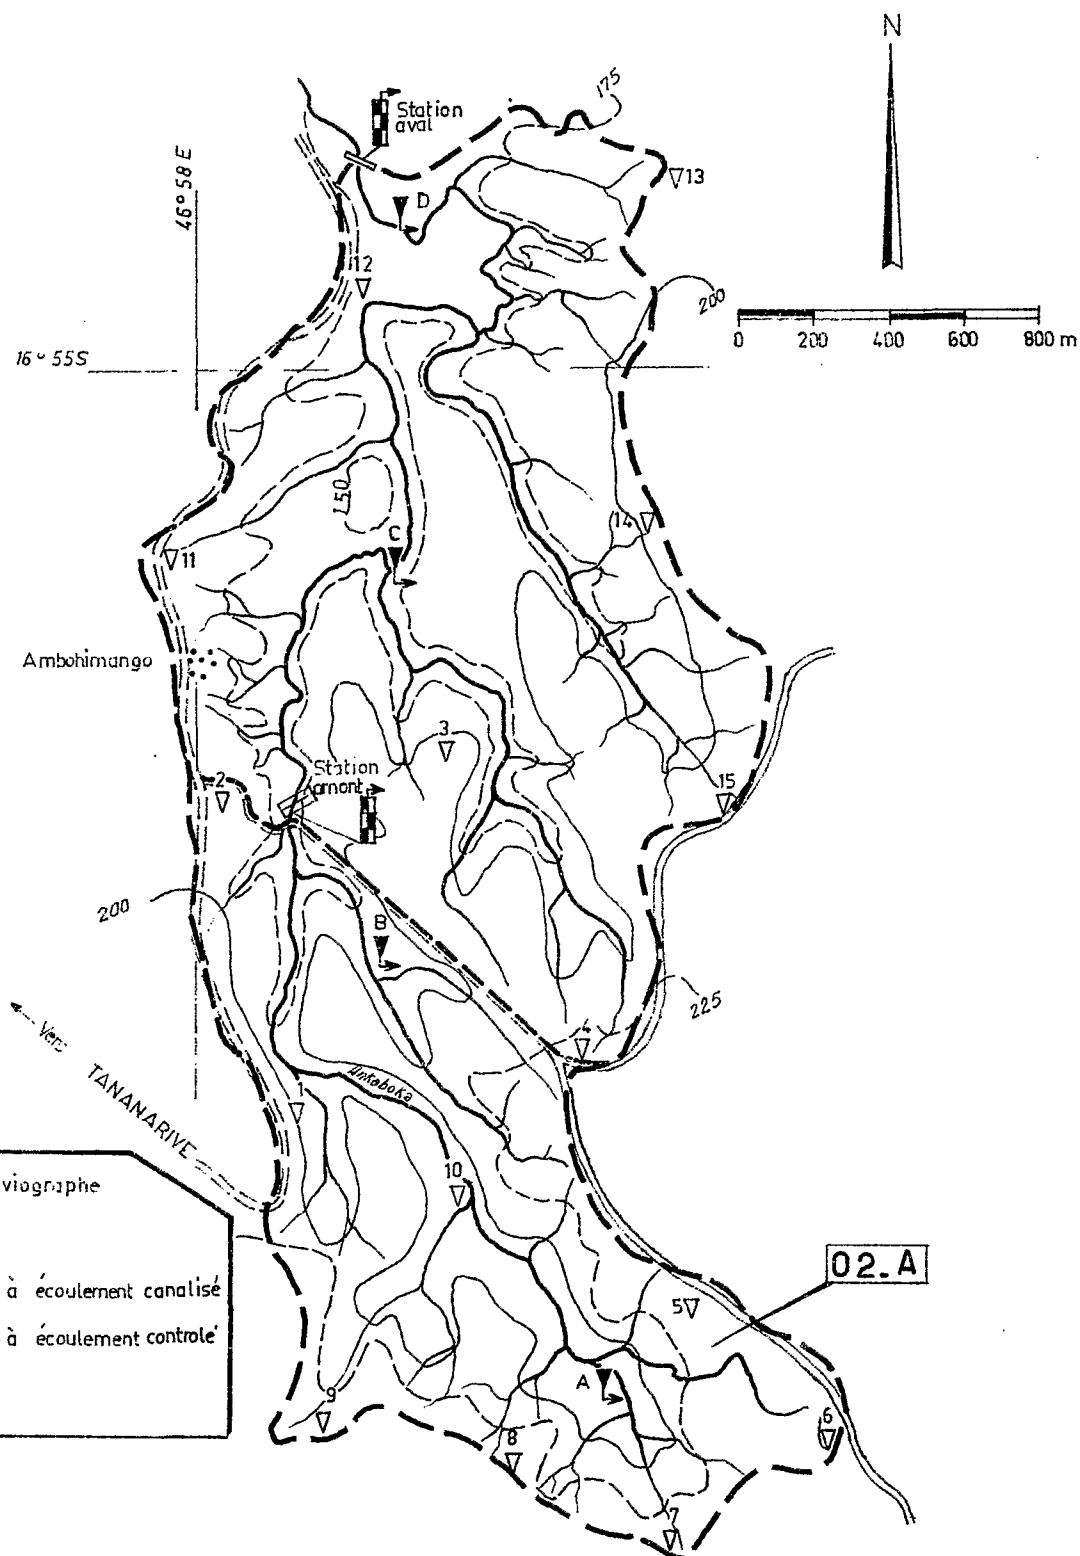 N
175
Station
aval
13
D
46° 58 E
12
200
0 200 400 600 800 m
16° 55S
150
14
C
11
Ambohimango
3
Station
amont
2
15
200
B
225
4
Vers
TANANARIVE
Ankaboka
1
10
viographe
02.A
à écoulement canalisé
5
à écoulement controlé
A
9
6
8
7